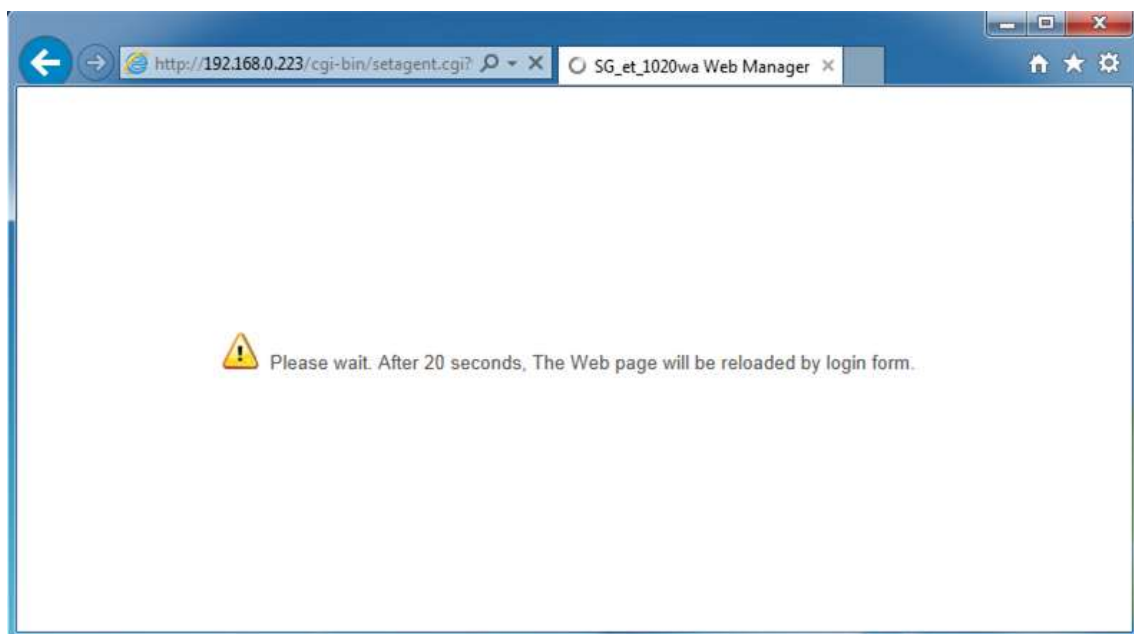 http://192.168.0.223/cgi-bin/setagent.cgi?
SG_et_1020wa Web Manager
Please wait. After 20 seconds, The Web page will be reloaded by login form.